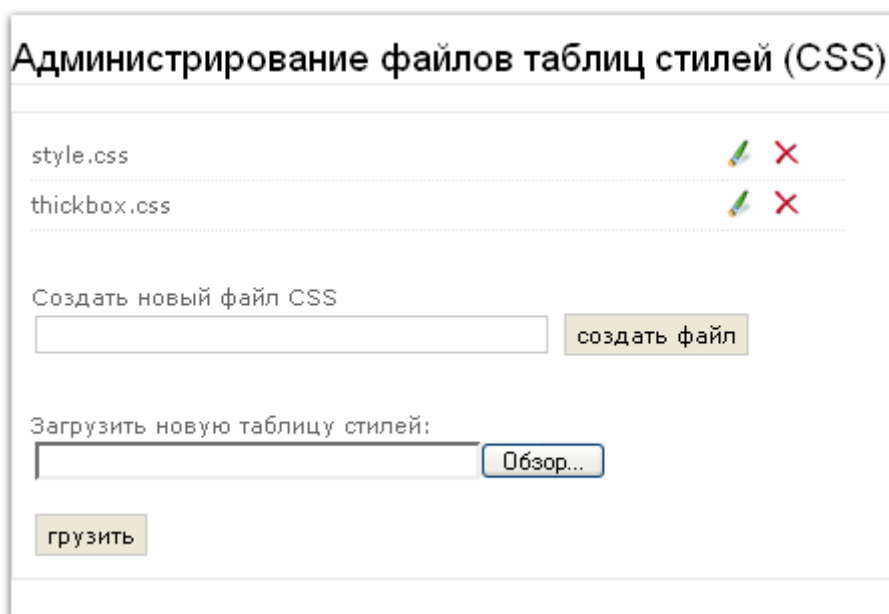 Администрирование файлов таблиц стилей (CSS)
style.css
thickbox.css
Создать новый файл CSS
создать файл
Загрузить новую таблицу стилей:
Обзор...
грузить